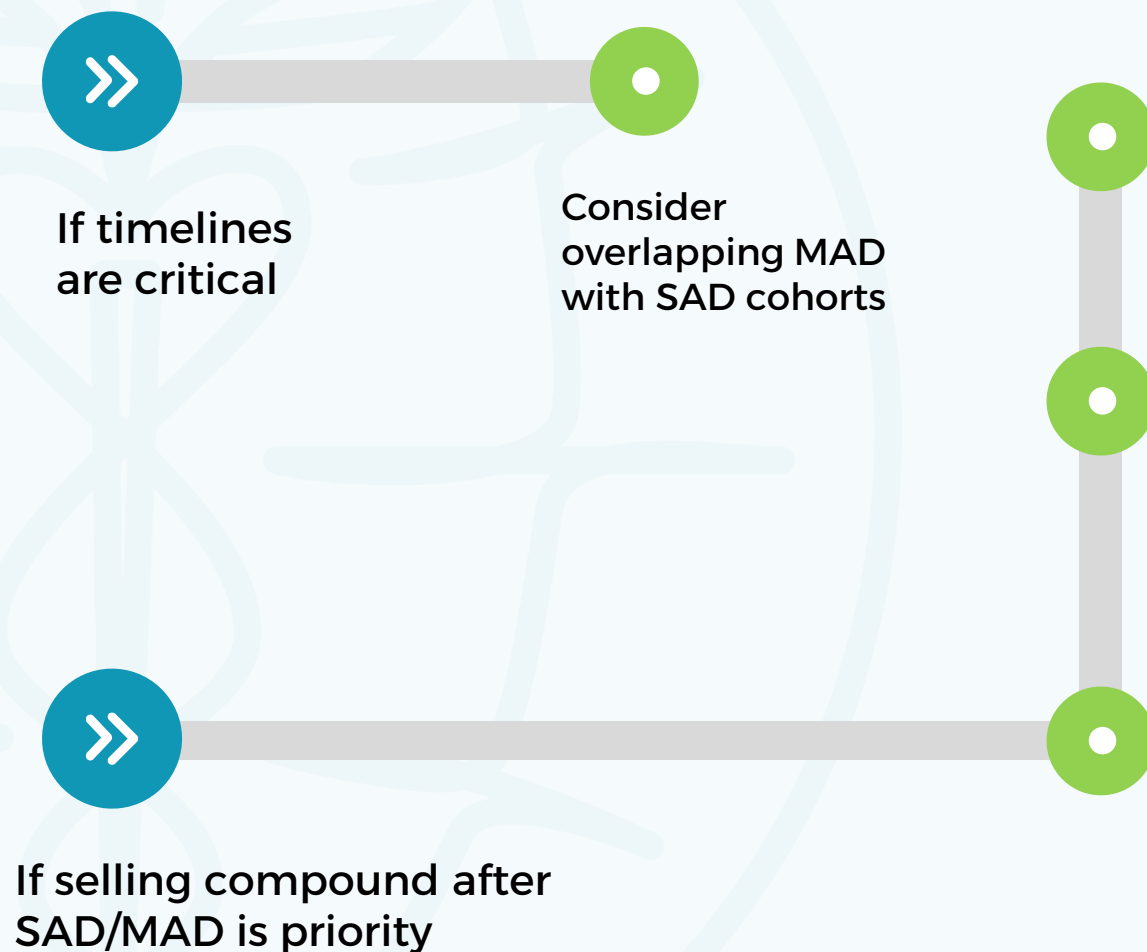 If timelines
are critical
Consider
overlapping MAD
with SAD cohorts
If selling compound after
SAD/MAD is priority